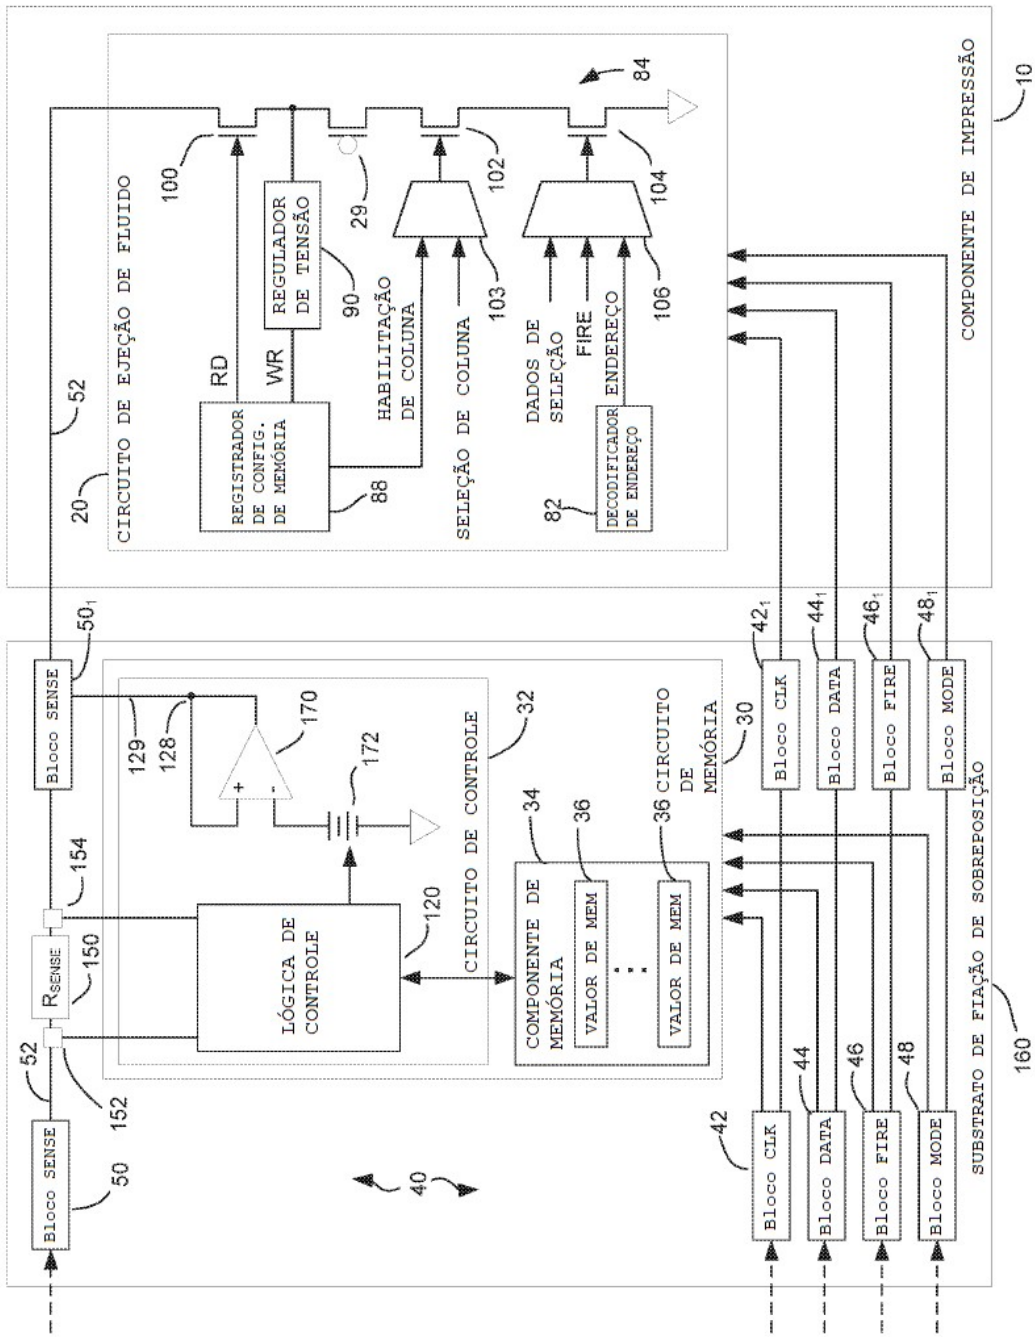 Bloco SENSE
50
52
152
RSENSE
150
154
Bloco SENSE
50₁
52
20
CIRCUITO DE EJEÇÃO DE FLUIDO
REGISTRADOR
DE CONFIG.
DE MEMÓRIA
88
RD
WR
REGULADOR
DE TENSÃO
90
100
29
HABILITAÇÃO
DE COLUNA
SELEÇÃO DE COLUNA
103
102
DADOS DE
SELEÇÃO
FIRE
ENDEREÇO
82
DECODIFICADOR
DE ENDEREÇO
106
104
84
LÓGICA DE
CONTROLE
120
129
128
+
-
170
172
CIRCUITO DE CONTROLE
32
COMPONENTE DE
MEMÓRIA
34
VALOR DE MEM
36
VALOR DE MEM
36
CIRCUITO
DE
MEMÓRIA
30
40
42
Bloco CLK
44
Bloco DATA
46
Bloco FIRE
48
Bloco MODE
Bloco CLK
42₁
Bloco DATA
44₁
Bloco FIRE
46₁
Bloco MODE
48₁
SUBSTRATO DE FIAÇÃO DE SOBREPOSIÇÃO
160
COMPONENTE DE IMPRESSÃO
10